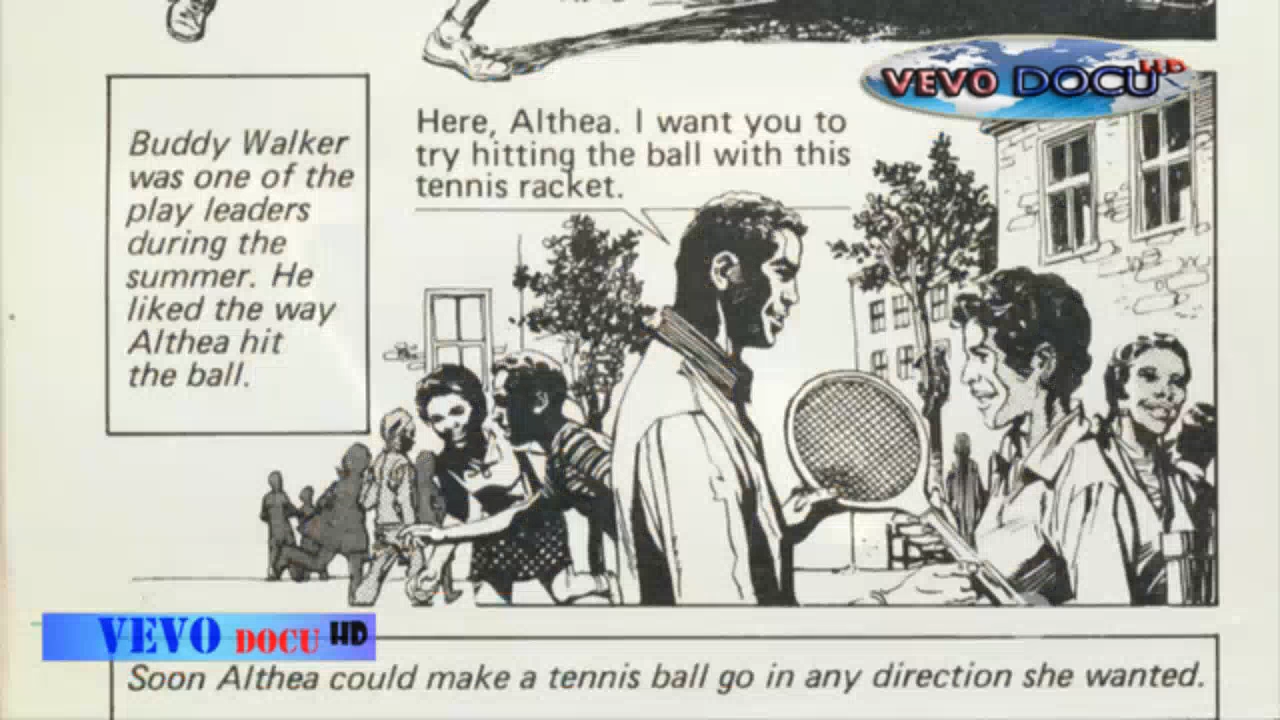 VEVO DOCU HD
Buddy Walker
was one of the
play leaders
during the
summer. He
liked the way
Althea hit
the ball.
Here, Althea. I want you to
try hitting the ball with this
tennis racket.
VEVO DOCU HD
Soon Althea could make a tennis ball go in any direction she wanted.